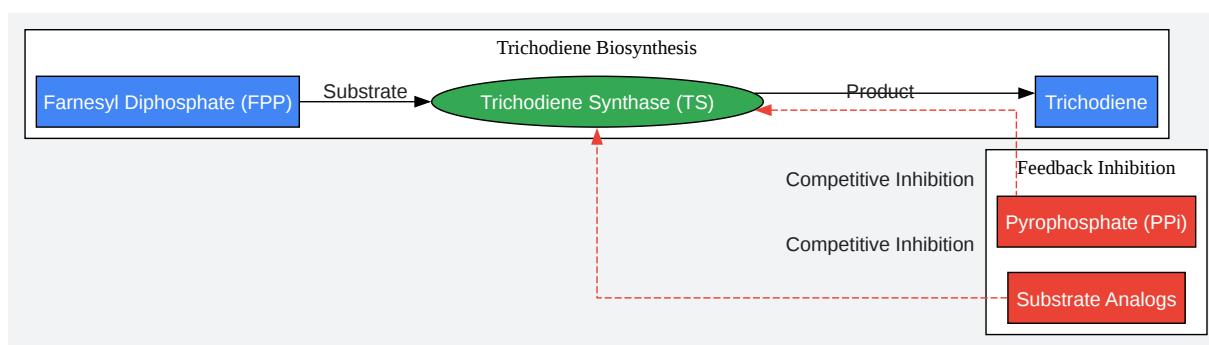 Trichodiene Biosynthesis
Farnesyl Diphosphate (FPP)
Substrate
Trichodiene Synthase (TS)
Product
Trichodiene
Feedback Inhibition
Competitive Inhibition
Pyrophosphate (PPi)
Competitive Inhibition
Substrate Analogs